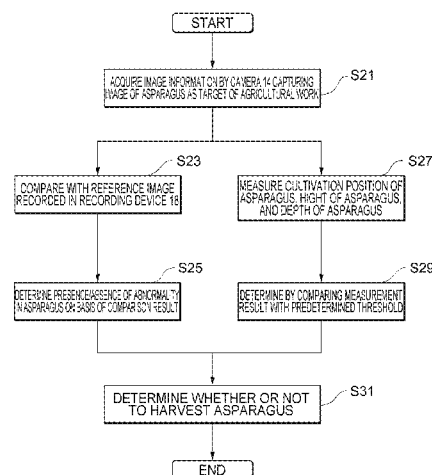 START
ACQUIRE IMAGE INFORMATION BY CAMERA 14 CAPTURING
IMAGE OF ASPARAGUS AS TARGET OF AGRICULTURAL WORK
S21
S23
COMPARE WITH REFERENCE IMAGE
RECORDED IN RECORDING DEVICE 18
S27
MEASURE CULTIVATION POSITION OF
ASPARAGUS, HIGHT OF ASPARAGUS,
AND DEPTH OF ASPARAGUS
S25
DETERMINE PRESENCE/ASSENCE OF ABNORMALTY
IN ASPARAGUS ON BASIS OF COMPARISON RESULT
S29
DETERMINE BY COMPARING MEASUREMENT
RESULT WITH PREDETERMINED THRESHOLD
S31
DETERMINE WHETHER OR NOT
TO HARVEST ASPARAGUS
END